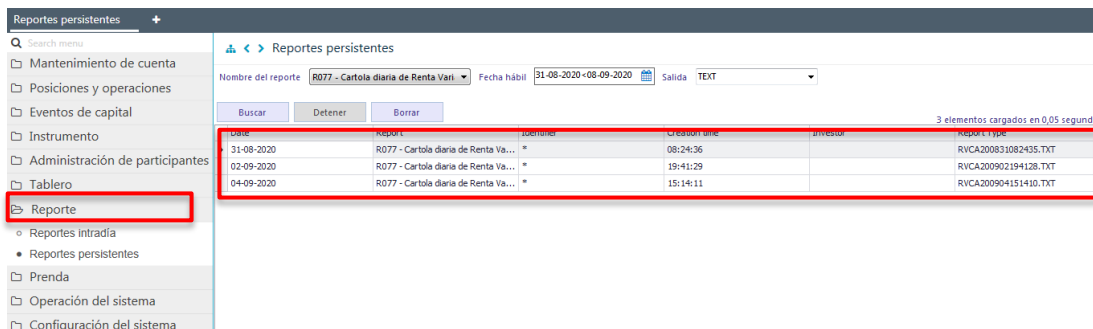 Reportes persistentes +
Search menu
Mantenimiento de cuenta
Posiciones y operaciones
Eventos de capital
Instrumento
Administración de participantes
Tablero
Reporte
Reportes intradía
Reportes persistentes
Prenda
Operación del sistema
Configuración del sistema
Reportes persistentes
Nombre del reporte R077 - Cartola diaria de Renta Vari Fecha hábil 31-08-2020<08-09-2020 Salida TEXT
Buscar Detener Borrar
3 elementos cargados en 0,05 segund
Date Report Identifier Creation time Investor Report Type
31-08-2020 R077 - Cartola diaria de Renta Va... * 08:24:36 RVCA200831082435.TXT
02-09-2020 R077 - Cartola diaria de Renta Va... * 19:41:29 RVCA200902194128.TXT
04-09-2020 R077 - Cartola diaria de Renta Va... * 15:14:11 RVCA200904151410.TXT